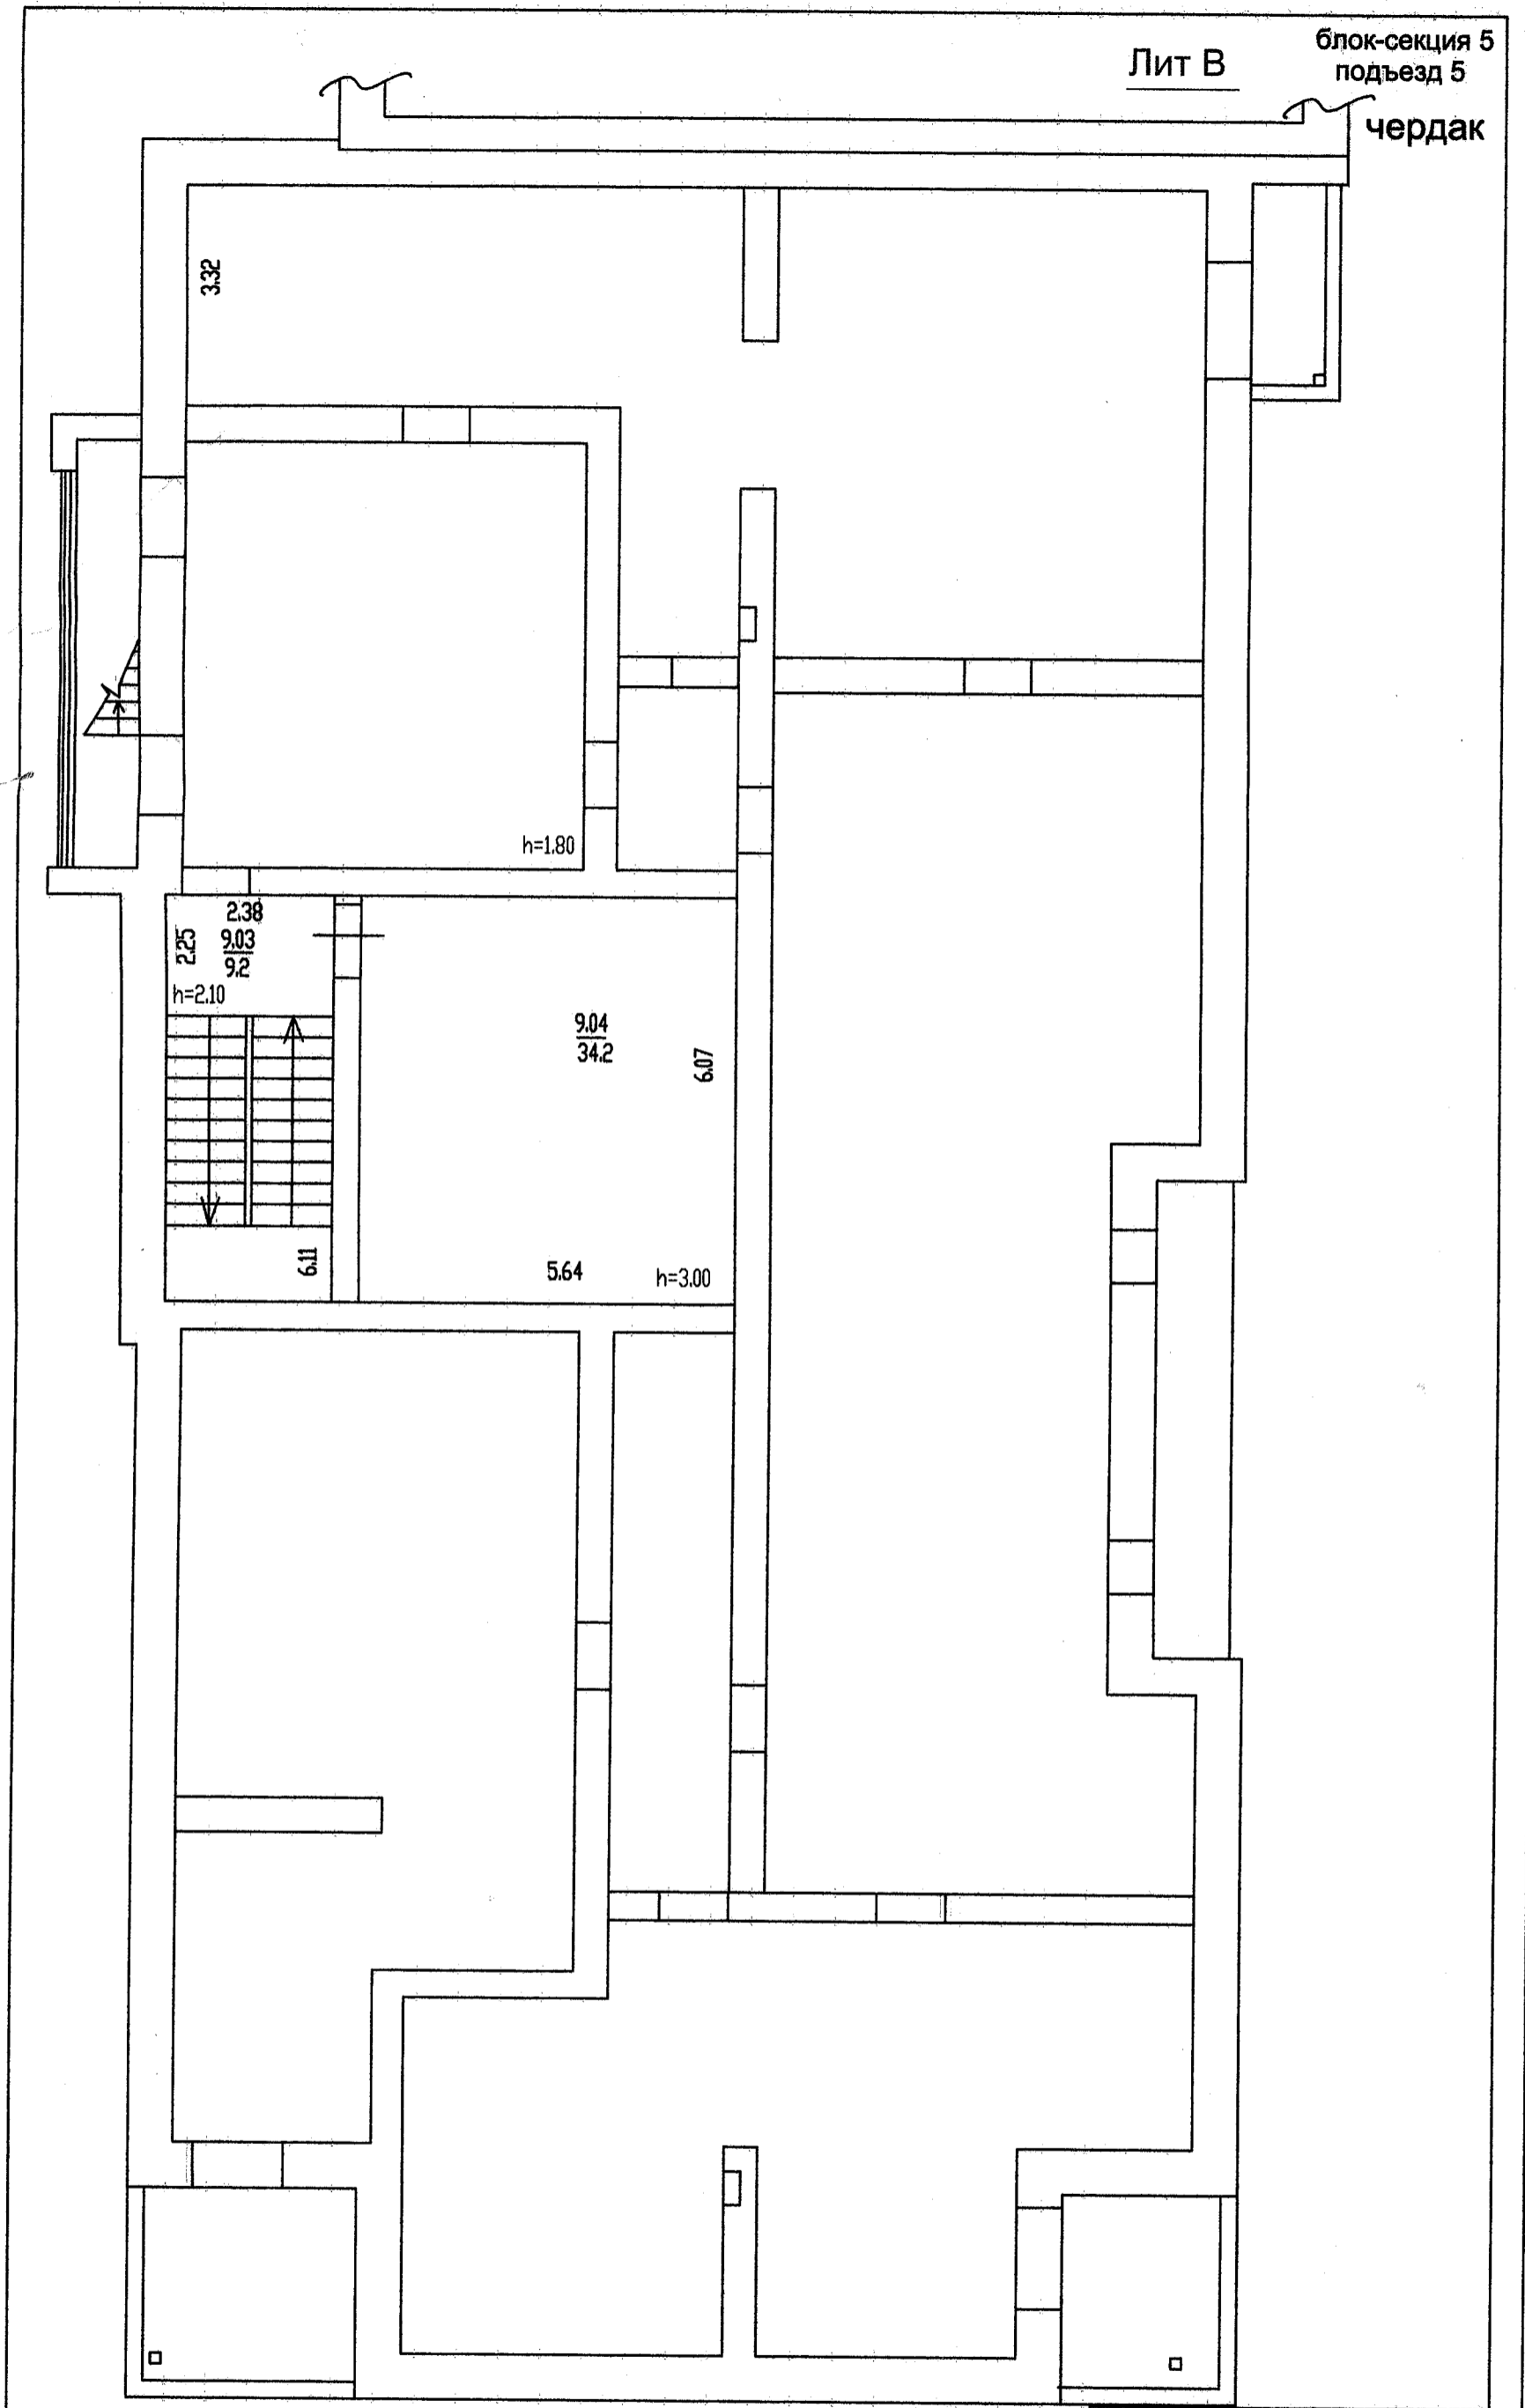 Лит В
блок-секция 5
подъезд 5
чердак
3.32
h=1.80
2.38
2.25
9.03
9.2
h=2.10
9.04
34.2
6.07
6.11
5.64
h=3.00